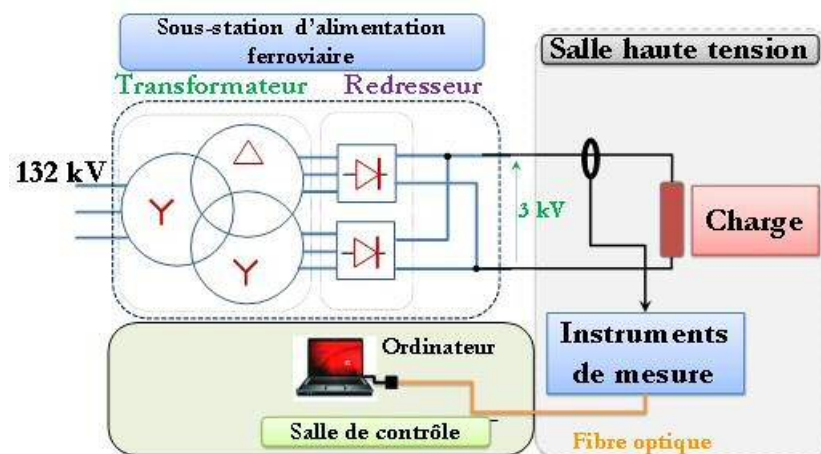 Sous-station d'alimentation
ferroviaire
Salle haute tension
Transformateur
Redresseur
132 kV
3 kV
Charge
Instruments
de mesure
Ordinateur
Salle de contrôle
Fibre optique